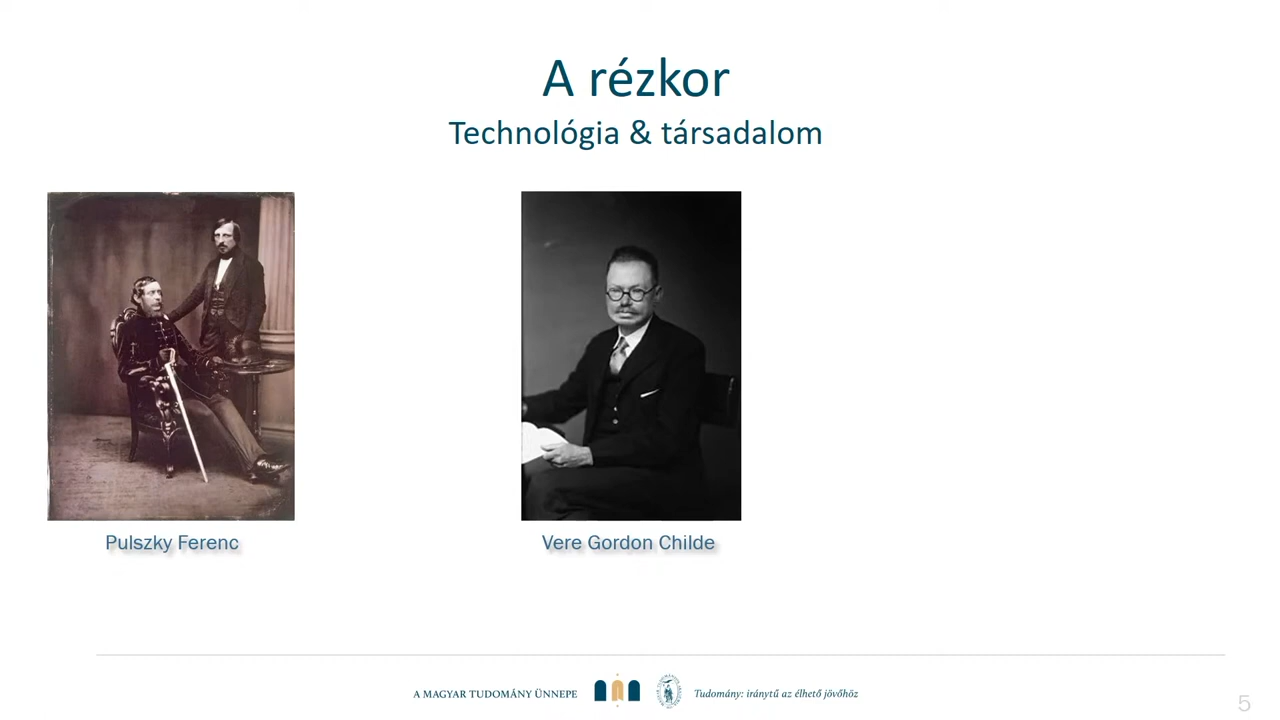 A rézkor
Technológia & társadalom
Pulszky Ferenc
Vere Gordon Childe
A MAGYAR TUDOMÁNY ÜNNEPE
Tudomány: iránytű az élhető jövőhöz
5